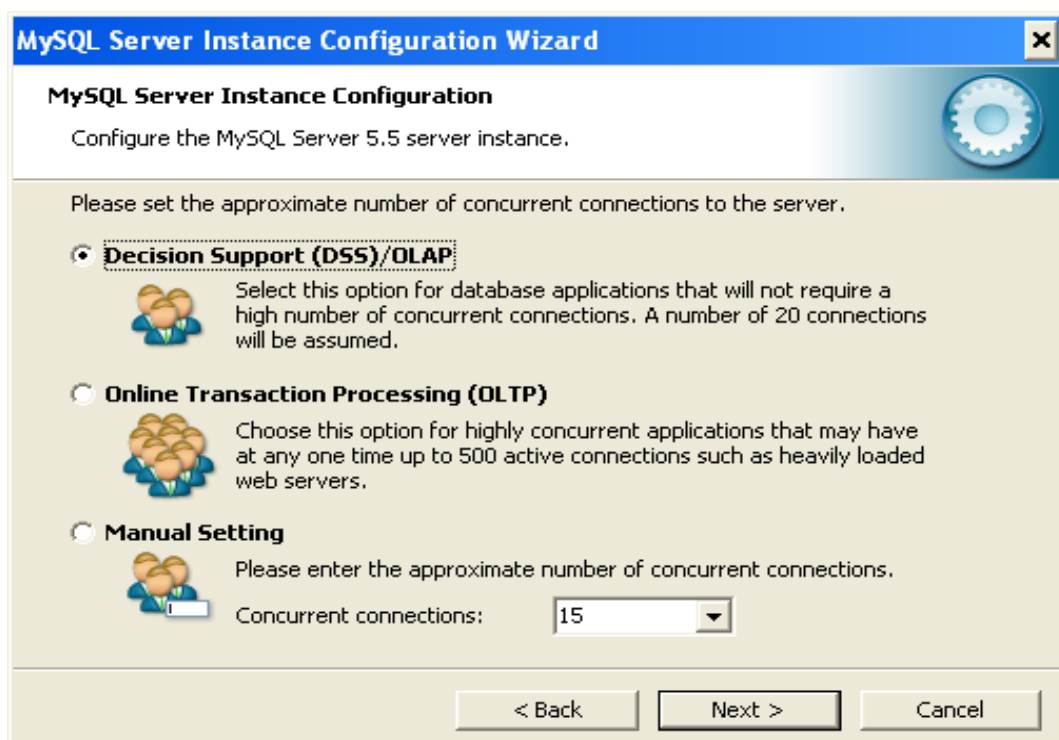 MySQL Server Instance Configuration Wizard
MySQL Server Instance Configuration
Configure the MySQL Server 5.5 server instance.
Please set the approximate number of concurrent connections to the server.
Decision Support (DSS)/OLAP
Select this option for database applications that will not require a
high number of concurrent connections. A number of 20 connections
will be assumed.
Online Transaction Processing (OLTP)
Choose this option for highly concurrent applications that may have
at any one time up to 500 active connections such as heavily loaded
web servers.
Manual Setting
Please enter the approximate number of concurrent connections.
Concurrent connections: 15
< Back Next > Cancel